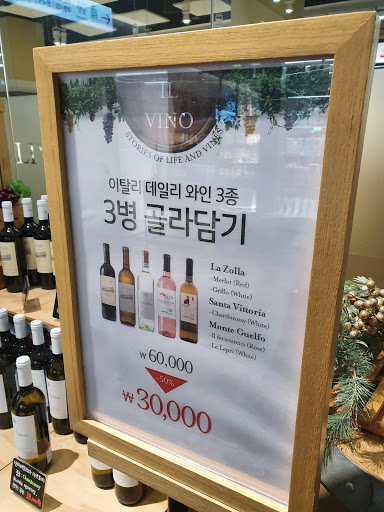 IL
VINO
STORIES OF LIFE AND VINES
이탈리 데일리 와인 3종
3병 골라담기
La Zolla
-Merlot (Red)
-Grillo (White)
Santa Vittoria
-Chardonnay (White)
Monte Guelfo
-Il fericontero (Rose)
-Le Lepri (White)
₩ 60,000
50%
₩ 30,000